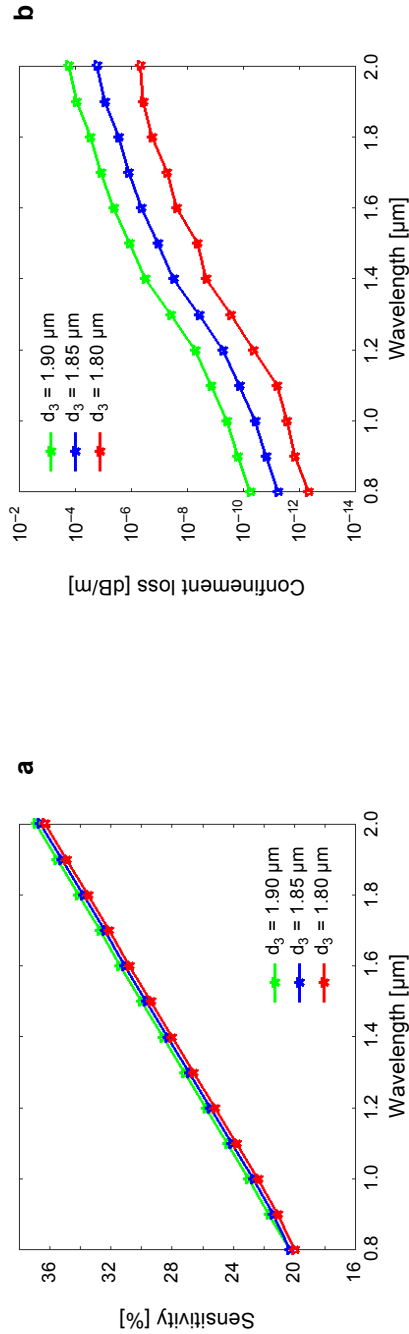 a
Sensitivity [%]
36
32
28
24
20
16
0.8 1.0 1.2 1.4 1.6 1.8 2.0
Wavelength [µm]
d3 = 1.90 µm
d3 = 1.85 µm
d3 = 1.80 µm
b
Confinement loss [dB/m]
10−2
10−4
10−6
10−8
10−10
10−12
10−14
0.8 1.0 1.2 1.4 1.6 1.8 2.0
Wavelength [µm]
d3 = 1.90 µm
d3 = 1.85 µm
d3 = 1.80 µm